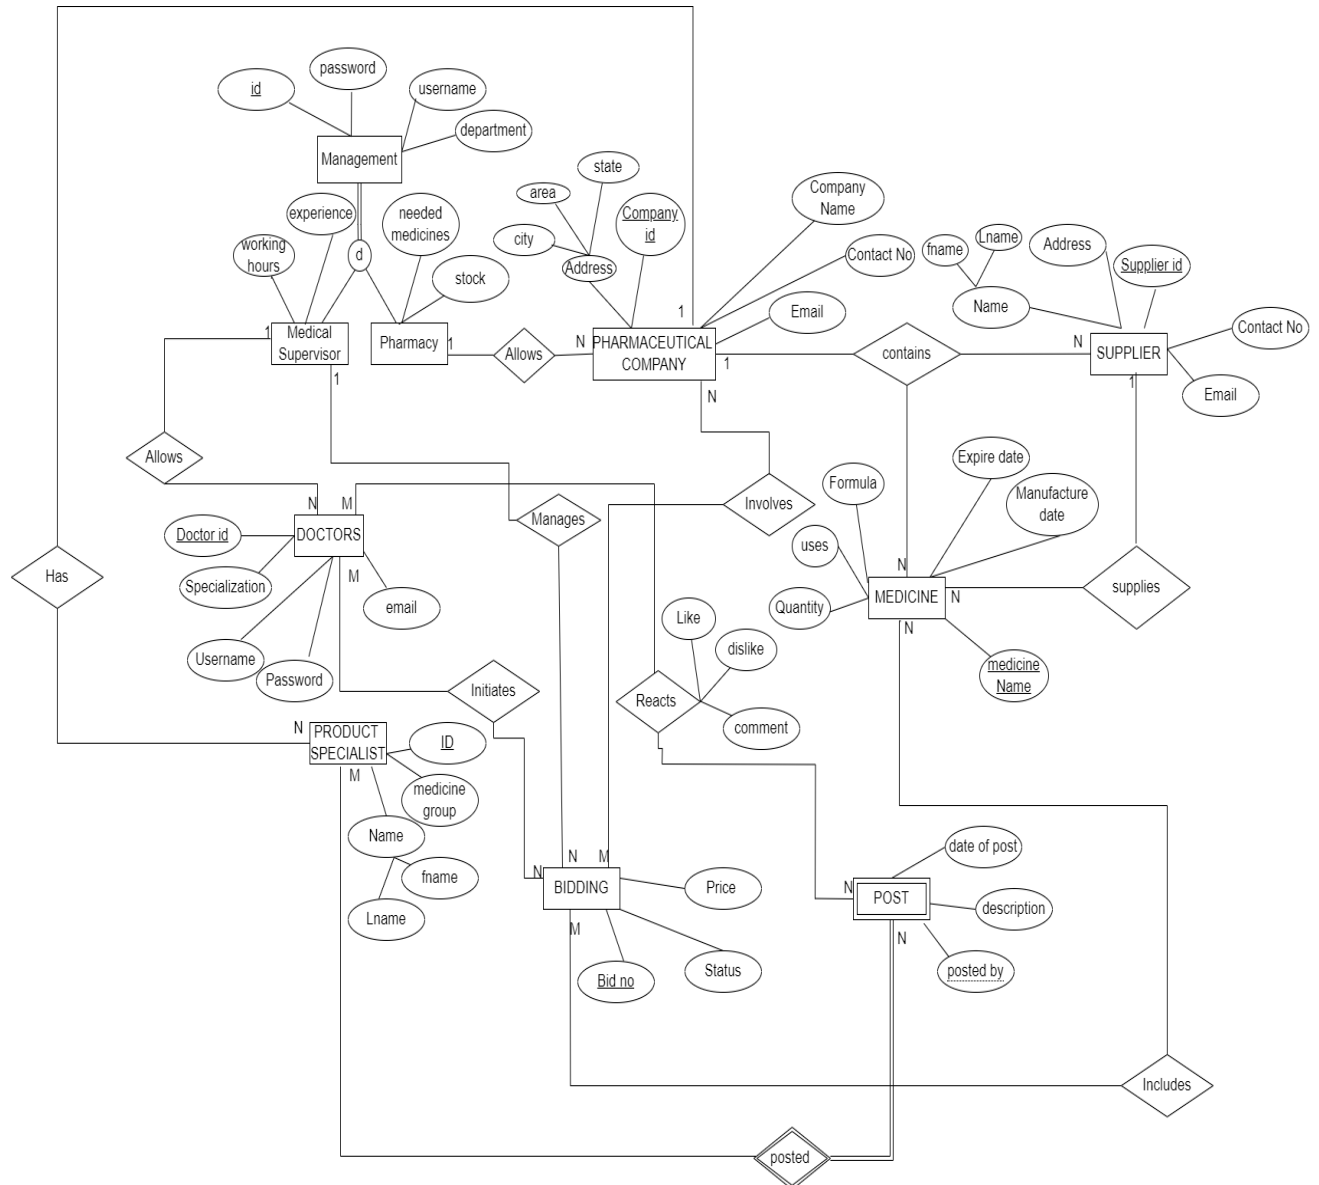 password
id
username
department
Management
state
area
Company
id
Company
Name
experience
needed
medicines
city
Address
fname
Lname
Address
Supplier id
working
hours
d
Contact No
stock
Name
Email
Contact No
1
1
Medical
Supervisor
Pharmacy
1
Allows
N
PHARMACEUTICAL
COMPANY
1
contains
N
SUPPLIER
1
Email
1
N
Allows
Expire date
Formula
Manufacture
date
N
M
Involves
Manages
Doctor id
DOCTORS
uses
N
Has
M
Specialization
email
Quantity
MEDICINE
N
supplies
Like
N
dislike
Username
Password
medicine
Name
Initiates
Reacts
comment
N
PRODUCT
SPECIALIST
ID
M
medicine
group
Name
fname
Lname
date of post
N
M
N
BIDDING
Price
N
POST
description
M
N
Bid no
Status
posted by
Includes
posted